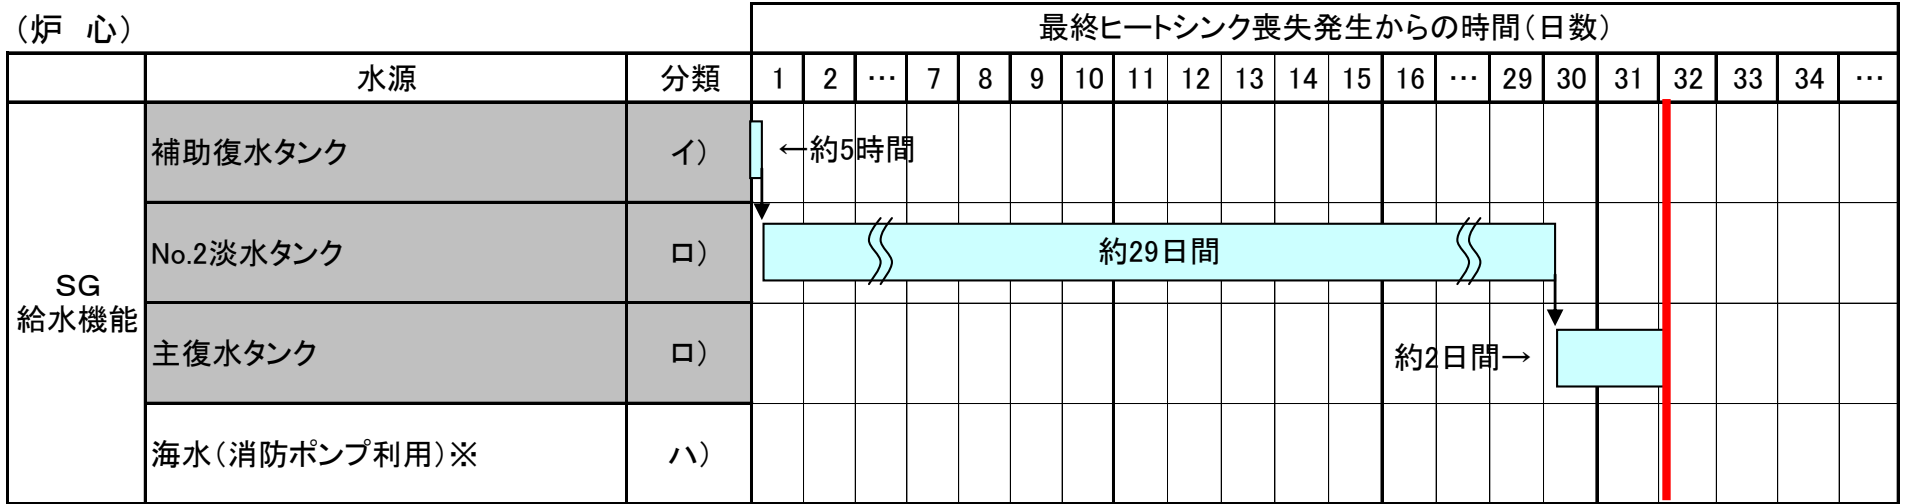 (炉 心)
最終ヒートシンク喪失発生からの時間(日数)
水源 分類 1 2 … 7 8 9 10 11 12 13 14 15 16 … 29 30 31 32 33 34 …
補助復水タンク イ) ←約5時間
No.2淡水タンク ロ) 約29日間
SG
給水機能
主復水タンク ロ) 約2日間→
海水(消防ポンプ利用)※ ハ)